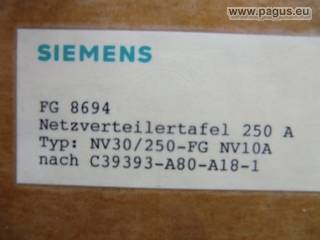 www.pagus.eu
SIEMENS
FG 8694
Netzverteilertafel 250 A
Typ: NV30/250-FG NV10A
nach C39393-A80-A18-1